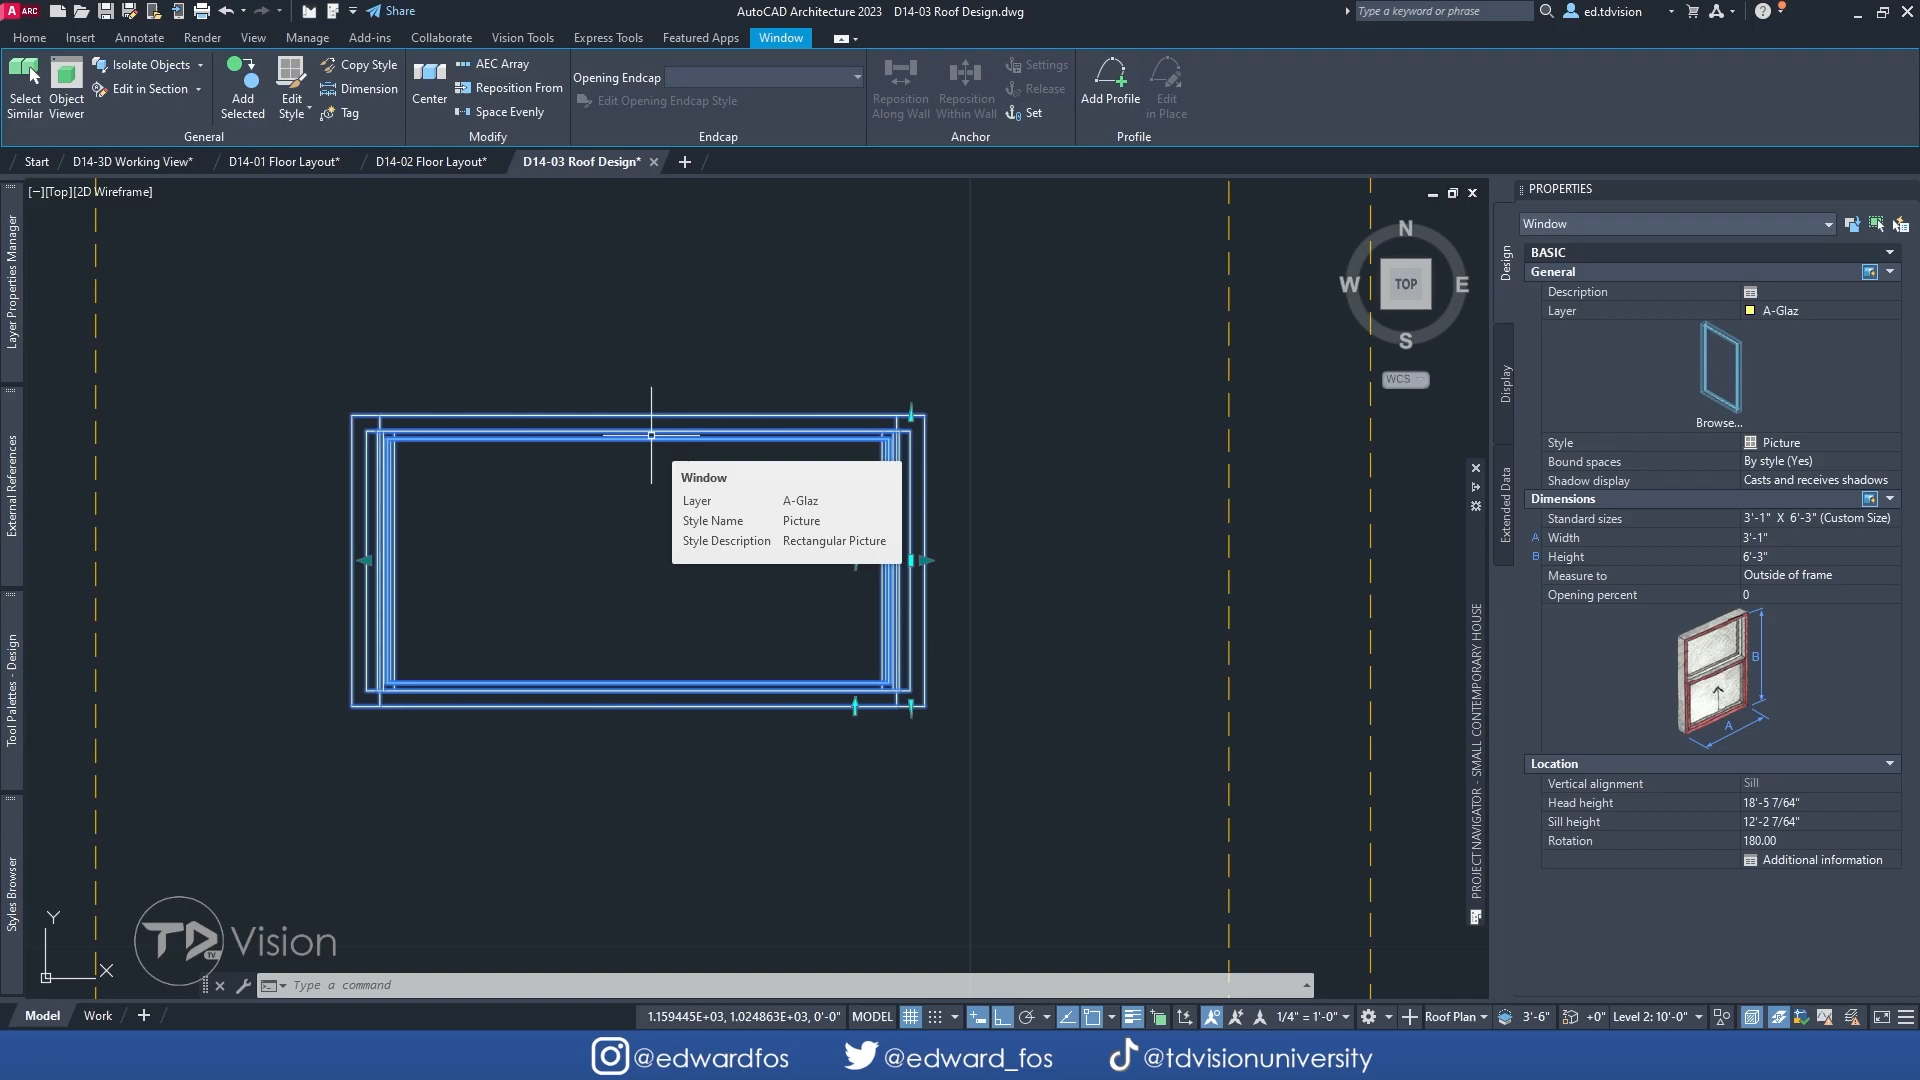 ARC
Share
AutoCAD Architecture 2023 D14-03 Roof Design.dwg
Type a keyword or phrase
ed.tdvision
Home Insert Annotate Render View Manage Add-ins Collaborate Vision Tools Express Tools Featured Apps Window
Select Similar
Object Viewer
Isolate Objects
Edit in Section
General
Add Selected
Edit Style
Copy Style
Dimension
Tag
Center
AEC Array
Reposition From
Space Evenly
Modify
Opening Endcap
Edit Opening Endcap Style
Endcap
Reposition Along Wall
Reposition Within Wall
Settings
Release
Set
Anchor
Add Profile
Edit in Place
Profile
Start D14-3D Working View* D14-01 Floor Layout* D14-02 Floor Layout* D14-03 Roof Design*
[−][Top][2D Wireframe]
Layer Properties Manager
External References
Tool Palettes - Design
Styles Browser
N
W
TOP
E
S
WCS
Window
Layer A-Glaz
Style Name Picture
Style Description Rectangular Picture
PROJECT NAVIGATOR - SMALL CONTEMPORARY HOUSE
Design
Display
Extended Data
PROPERTIES
Window
BASIC
General
Description
Layer A-Glaz
Browse...
Style Picture
Bound spaces By style (Yes)
Shadow display Casts and receives shadows
Dimensions
Standard sizes 3'-1" X 6'-3" (Custom Size)
A Width 3'-1"
B Height 6'-3"
Measure to Outside of frame
Opening percent 0
B
A
Location
Vertical alignment Sill
Head height 18'-5 7/64"
Sill height 12'-2 7/64"
Rotation 180.00
Additional information
Y
X
TD TV Vision
Type a command
Model Work
1.159445E+03, 1.024863E+03, 0'-0" MODEL 1/4" = 1'-0" Roof Plan 3'-6" +0" Level 2: 10'-0"
@edwardfos @edward_fos @tdvisionuniversity